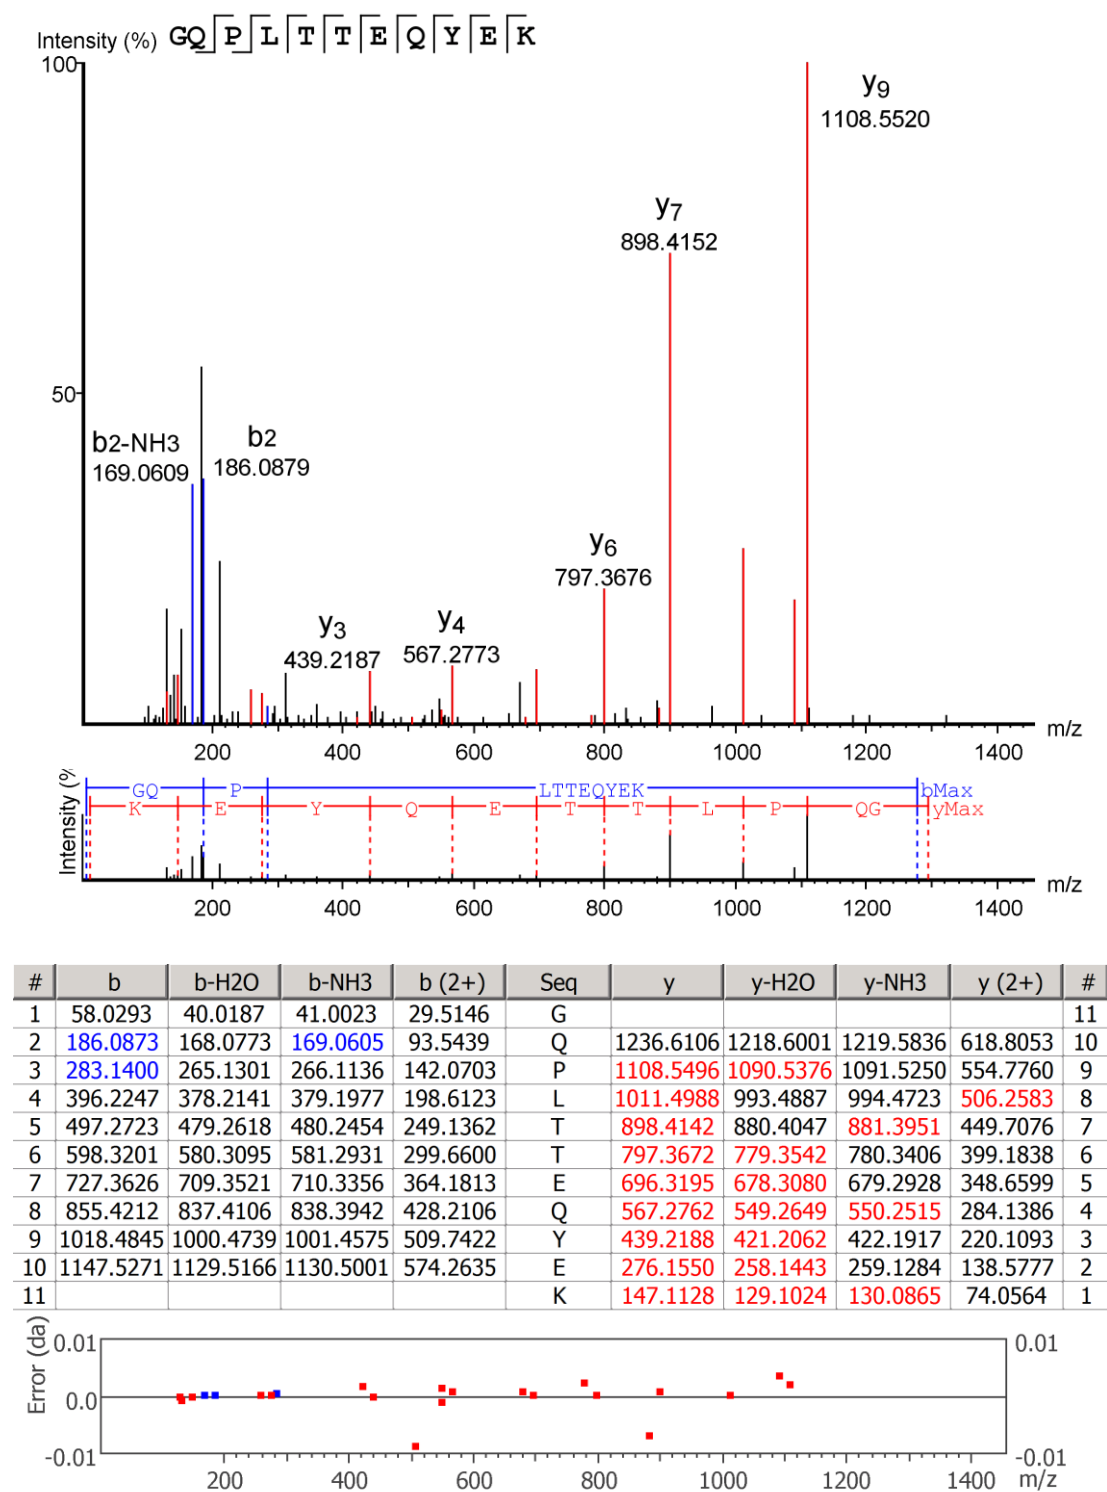 Intensity (%) GQPLTTEQYEK
100
y9
1108.5520
y7
898.4152
50
b2-NH3
169.0609
b2
186.0879
y6
797.3676
y3
439.2187
y4
567.2773
200 400 600 800 1000 1200 1400 m/z
Intensity (%
GQ P LTTEQYEK bMax
K E Y Q E T T L P QG yMax
200 400 600 800 1000 1200 1400 m/z
# b b-H2O b-NH3 b (2+) Seq y y-H2O y-NH3 y (2+) #
1 58.0293 40.0187 41.0023 29.5146 G 11
2 186.0873 168.0773 169.0605 93.5439 Q 1236.6106 1218.6001 1219.5836 618.8053 10
3 283.1400 265.1301 266.1136 142.0703 P 1108.5496 1090.5376 1091.5250 554.7760 9
4 396.2247 378.2141 379.1977 198.6123 L 1011.4988 993.4887 994.4723 506.2583 8
5 497.2723 479.2618 480.2454 249.1362 T 898.4142 880.4047 881.3951 449.7076 7
6 598.3201 580.3095 581.2931 299.6600 T 797.3672 779.3542 780.3406 399.1838 6
7 727.3626 709.3521 710.3356 364.1813 E 696.3195 678.3080 679.2928 348.6599 5
8 855.4212 837.4106 838.3942 428.2106 Q 567.2762 549.2649 550.2515 284.1386 4
9 1018.4845 1000.4739 1001.4575 509.7422 Y 439.2188 421.2062 422.1917 220.1093 3
10 1147.5271 1129.5166 1130.5001 574.2635 E 276.1550 258.1443 259.1284 138.5777 2
11 K 147.1128 129.1024 130.0865 74.0564 1
Error (da)
0.01 0.01
0.0
-0.01 -0.01
200 400 600 800 1000 1200 1400 m/z